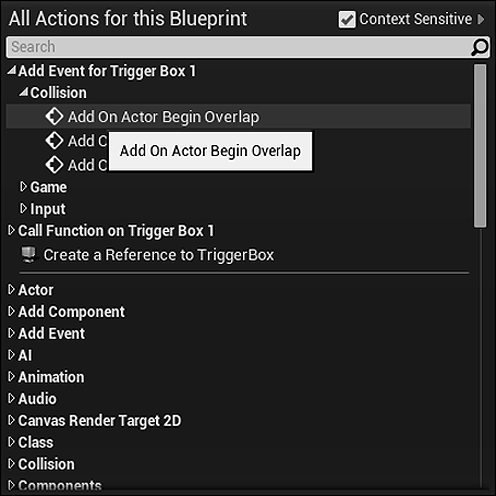 All Actions for this Blueprint
Context Sensitive
Search
Add Event for Trigger Box 1
Collision
Add On Actor Begin Overlap
Add
Add On Actor Begin Overlap
Add
Game
Input
Call Function on Trigger Box 1
Create a Reference to TriggerBox
Actor
Add Component
Add Event
AI
Animation
Audio
Canvas Render Target 2D
Class
Collision
Components